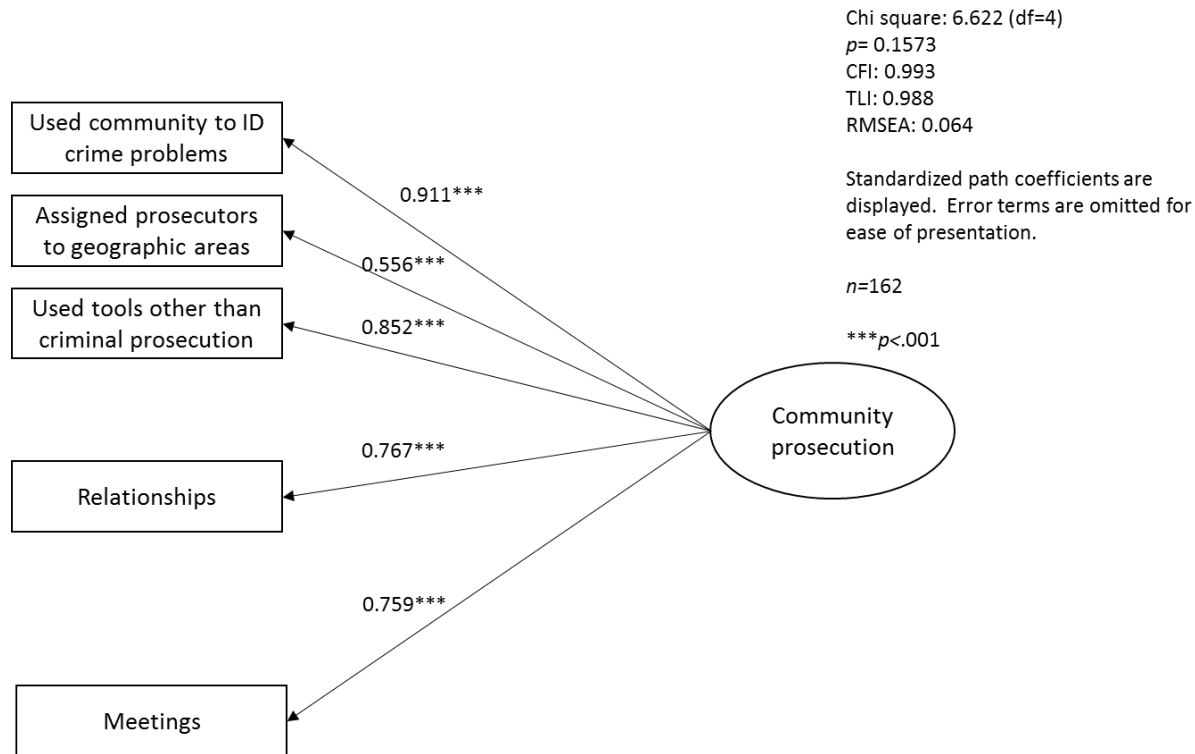 Chi square: 6.622 (df=4)
p= 0.1573
CFI: 0.993
TLI: 0.988
RMSEA: 0.064
Standardized path coefficients are
displayed. Error terms are omitted for
ease of presentation.
n=162
***p<.001
Used community to ID
crime problems
0.911***
Assigned prosecutors
to geographic areas
0.556***
Used tools other than
criminal prosecution
0.852***
Community
prosecution
0.767***
Relationships
0.759***
Meetings